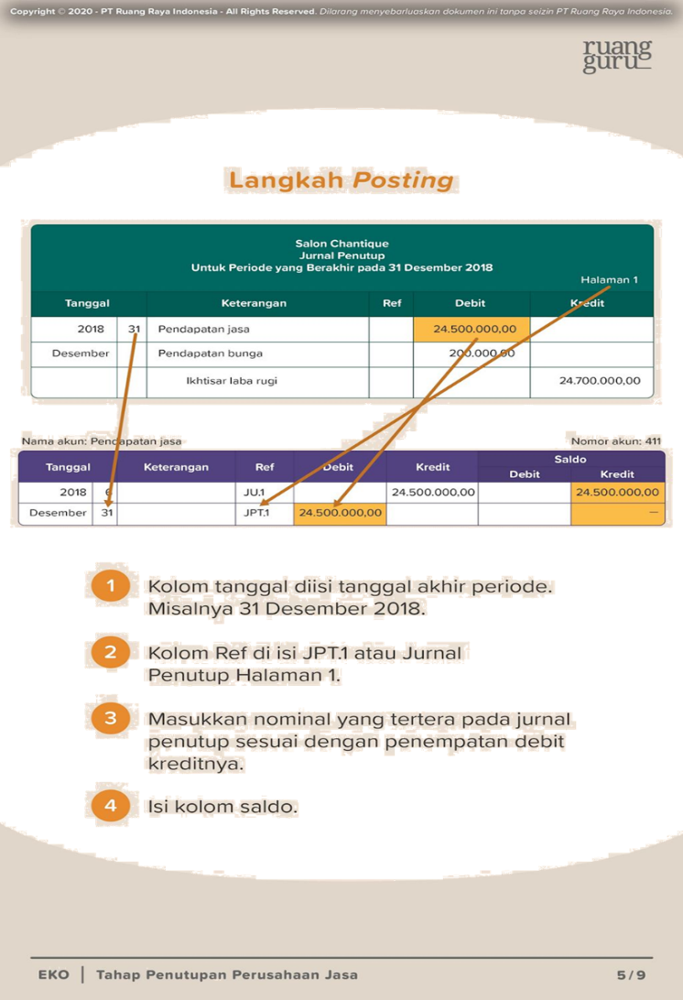 Copyright © 2020 - PT Ruang Raya Indonesia - All Rights Reserved. Dilarang menyebarluaskan dokumen ini tanpa seizin PT Ruang Raya Indonesia.
ruang
guru
Langkah Posting
Salon Chantique
Jurnal Penutup
Untuk Periode yang Berakhir pada 31 Desember 2018
Halaman 1
Tanggal Keterangan Ref Debit Kredit
2018 31 Pendapatan jasa 24.500.000,00
Desember Pendapatan bunga 200.000,00
Ikhtisar laba rugi 24.700.000,00
Nama akun: Pendapatan jasa Nomor akun: 411
Tanggal Keterangan Ref Debit Kredit Saldo
Debit Kredit
2018 6 JU.1 24.500.000,00 24.500.000,00
Desember 31 JPT.1 24.500.000,00 —
1 Kolom tanggal diisi tanggal akhir periode.
Misalnya 31 Desember 2018.
2 Kolom Ref di isi JPT.1 atau Jurnal
Penutup Halaman 1.
3 Masukkan nominal yang tertera pada jurnal
penutup sesuai dengan penempatan debit
kreditnya.
4 Isi kolom saldo.
EKO | Tahap Penutupan Perusahaan Jasa 5/9